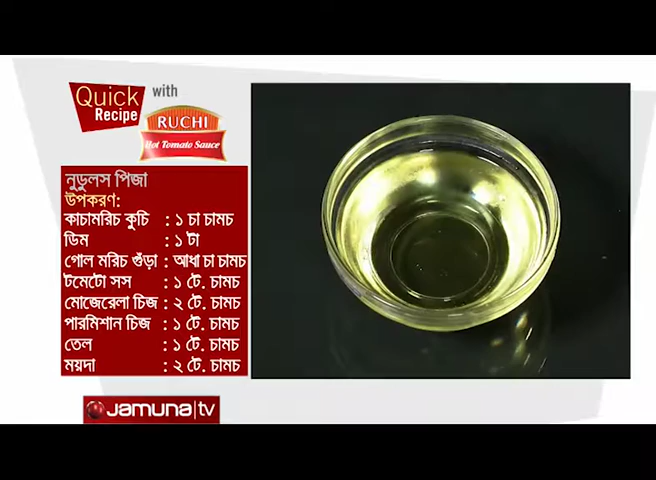 Quick
Recipe
with
RUCHI
Hot Tomato Sauce
নুডুলস পিজা
উপকরণ:
কাচামরিচ কুচি : ১ চা চামচ
ডিম : ১ টা
গোল মরিচ গুঁড়া : আধা চা চামচ
টমেটো সস : ১ টে. চামচ
মোজেরেলা চিজ : ২ টে. চামচ
পারমিশান চিজ : ১ টে. চামচ
তেল : ১ টে. চামচ
ময়দা : ২ টে. চামচ
JAMUNA|tv